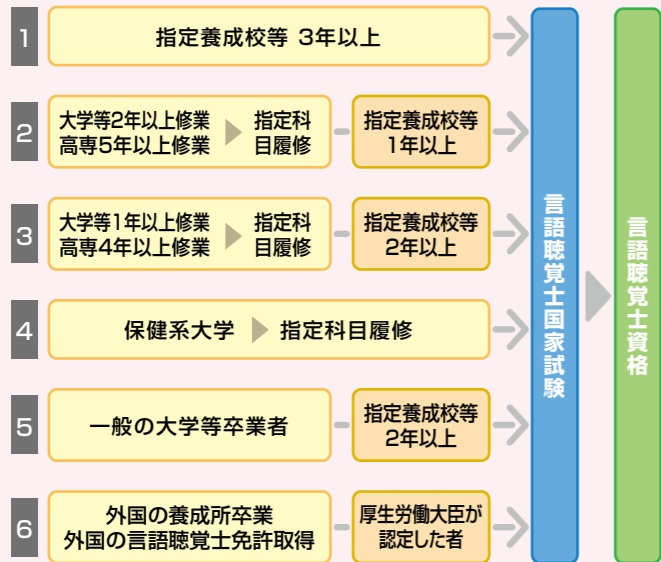 1
指定養成校等 3年以上
2
大学等2年以上修業
高専5年以上修業
指定科
目履修
指定養成校等
1年以上
3
大学等1年以上修業
高専4年以上修業
指定科
目履修
指定養成校等
2年以上
4
保健系大学
指定科目履修
5
一般の大学等卒業者
指定養成校等
2年以上
6
外国の養成所卒業
外国の言語聴覚士免許取得
厚生労働大臣が
認定した者
言語聴覚士国家試験
言語聴覚士資格